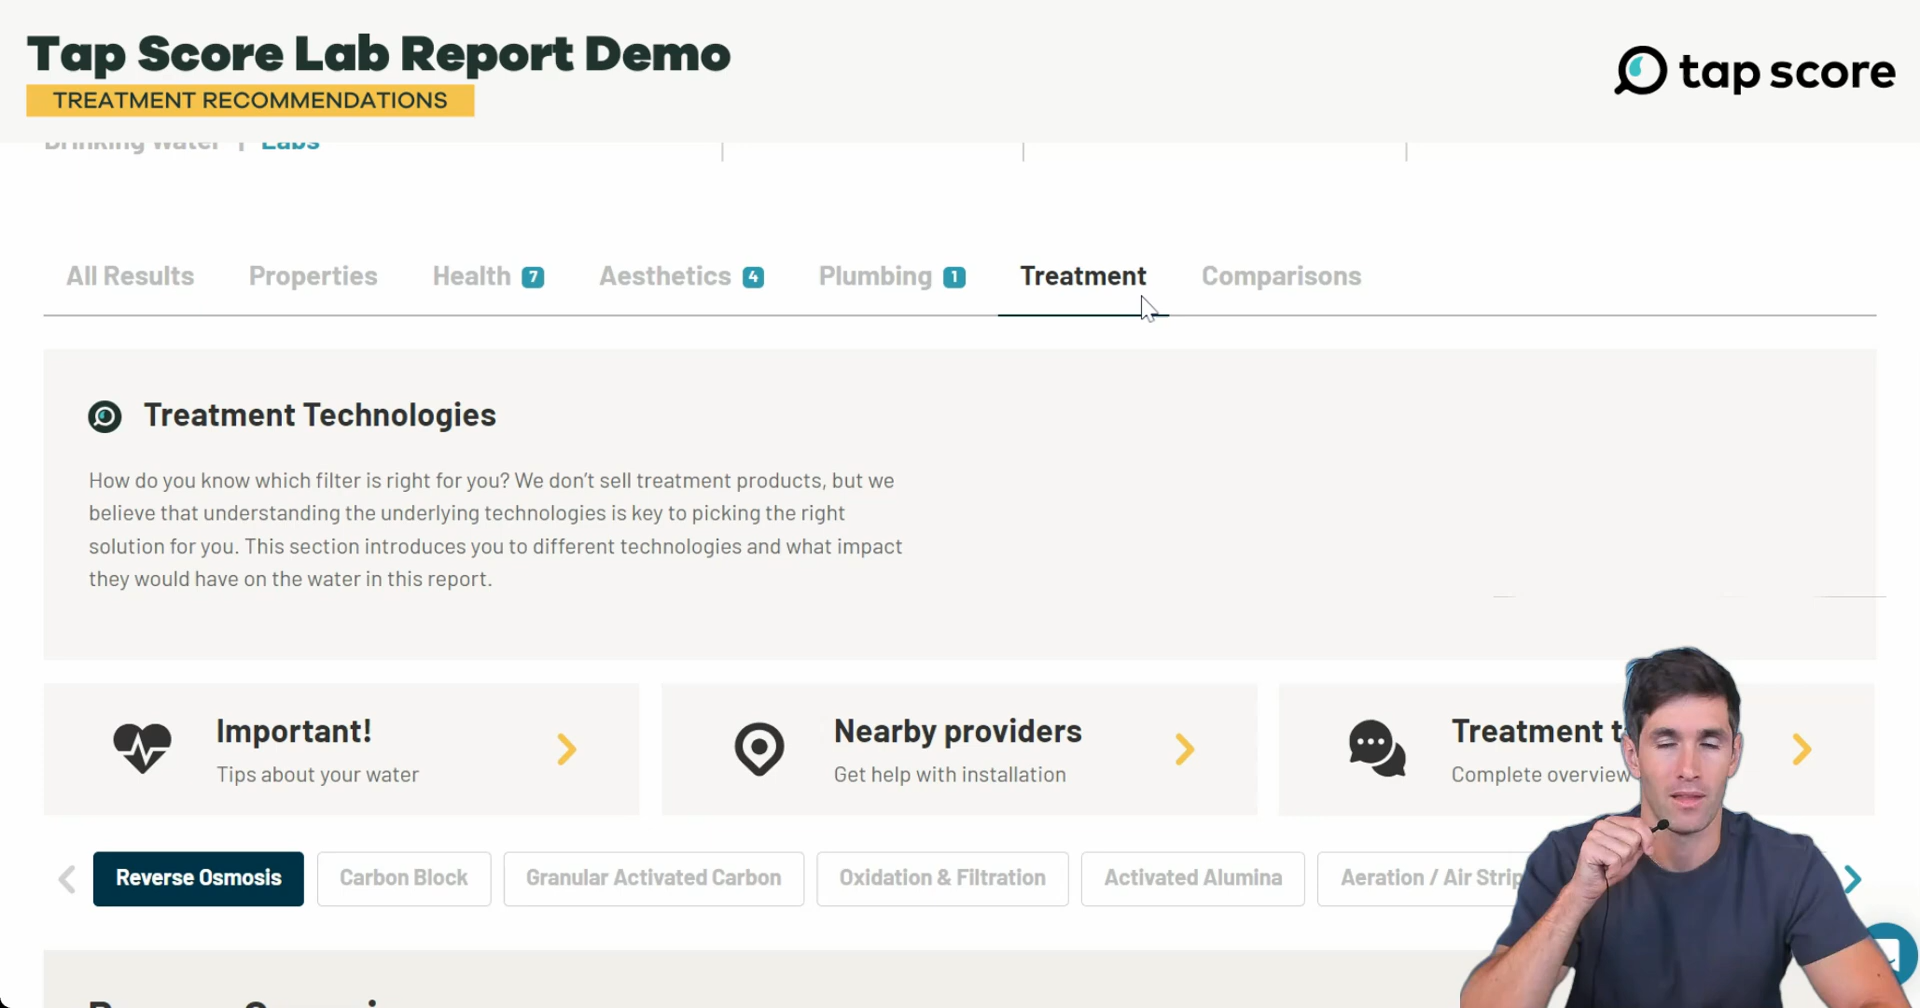 Tap Score Lab Report Demo
TREATMENT RECOMMENDATIONS
tap score
Drinking Water | Labs
All Results Properties Health 7 Aesthetics 4 Plumbing 1 Treatment Comparisons
Treatment Technologies
How do you know which filter is right for you? We don't sell treatment products, but we
believe that understanding the underlying technologies is key to picking the right
solution for you. This section introduces you to different technologies and what impact
they would have on the water in this report.
Important!
Tips about your water
Nearby providers
Get help with installation
Treatment t
Complete overview
Reverse Osmosis Carbon Block Granular Activated Carbon Oxidation & Filtration Activated Alumina Aeration / Air Strip